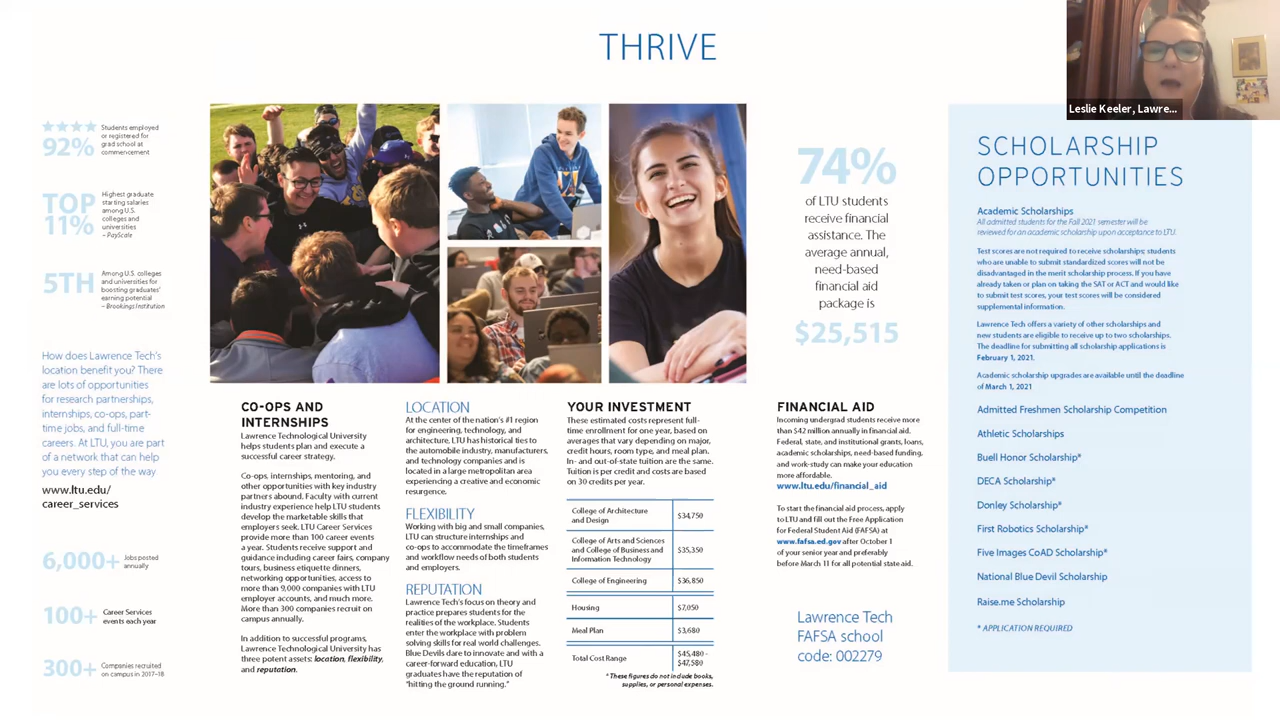 THRIVE
Leslie Keeler, Lawre...
92%
Students employed
or registered for
grad school at
commencement
TOP
11%
Highest graduate
starting salaries
among U.S.
colleges and
universities
– PayScale
5TH
Among U.S. colleges
and universities for
boosting graduates'
earning potential
– Brookings Institution
How does Lawrence Tech's
location benefit you? There
are lots of opportunities
for research partnerships,
internships, co-ops, part-
time jobs, and full-time
careers. At LTU, you are part
of a network that can help
you every step of the way
www.ltu.edu/
career_services
6,000+ Jobs posted
annually
100+ Career Services
events each year
300+ Companies recruited
on campus in 2017–18
CO-OPS AND
INTERNSHIPS
Lawrence Technological University
helps students plan and execute a
successful career strategy.
Co-ops, internships, mentoring, and
other opportunities with key industry
partners abound. Faculty with current
industry experience help LTU students
develop the marketable skills that
employers seek. LTU Career Services
provide more than 100 career events
a year. Students receive support and
guidance including career fairs, company
tours, business etiquette dinners,
networking opportunities, access to
more than 9,000 companies with LTU
employer accounts, and much more.
More than 300 companies recruit on
campus annually.
In addition to successful programs,
Lawrence Technological University has
three potent assets: location, flexibility,
and reputation.
LOCATION
At the center of the nation's #1 region
for engineering, technology, and
architecture, LTU has historical ties to
the automobile industry, manufacturers,
and technology companies and is
located in a large metropolitan area
experiencing a creative and economic
resurgence.
FLEXIBILITY
Working with big and small companies,
LTU can structure internships and
co-ops to accommodate the timeframes
and workflow needs of both students
and employers.
REPUTATION
Lawrence Tech's focus on theory and
practice prepares students for the
realities of the workplace. Students
enter the workplace with problem
solving skills for real world challenges.
Blue Devils dare to innovate and with a
career-forward education, LTU
graduates have the reputation of
"hitting the ground running."
YOUR INVESTMENT
These estimated costs represent full-
time enrollment for one year, based on
averages that vary depending on major,
credit hours, room type, and meal plan.
In- and out-of-state tuition are the same.
Tuition is per credit and costs are based
on 30 credits per year.
College of Architecture
and Design $34,750
College of Arts and Sciences
and College of Business and
Information Technology $35,350
College of Engineering $36,850
Housing $7,050
Meal Plan $3,680
Total Cost Range $45,480 -
$47,580
* These figures do not include books,
supplies, or personal expenses.
74%
of LTU students
receive financial
assistance. The
average annual,
need-based
financial aid
package is
$25,515
FINANCIAL AID
Incoming undergrad students receive more
than $42 million annually in financial aid.
Federal, state, and institutional grants, loans,
academic scholarships, need-based funding,
and work-study can make your education
more affordable.
www.ltu.edu/financial_aid
To start the financial aid process, apply
to LTU and fill out the Free Application
for Federal Student Aid (FAFSA) at
www.fafsa.ed.gov after October 1
of your senior year and preferably
before March 11 for all potential state aid.
Lawrence Tech
FAFSA school
code: 002279
SCHOLARSHIP
OPPORTUNITIES
Academic Scholarships
All admitted students for the Fall 2021 semester will be
reviewed for an academic scholarship upon acceptance to LTU.
Test scores are not required to receive scholarships; students
who are unable to submit standardized scores will not be
disadvantaged in the merit scholarship process. If you have
already taken or plan on taking the SAT or ACT and would like
to submit test scores, your test scores will be considered
supplemental information.
Lawrence Tech offers a variety of other scholarships and
new students are eligible to receive up to two scholarships.
The deadline for submitting all scholarship applications is
February 1, 2021.
Academic scholarship upgrades are available until the deadline
of March 1, 2021
Admitted Freshmen Scholarship Competition
Athletic Scholarships
Buell Honor Scholarship*
DECA Scholarship*
Donley Scholarship*
First Robotics Scholarship*
Five Images CoAD Scholarship*
National Blue Devil Scholarship
Raise.me Scholarship
* APPLICATION REQUIRED